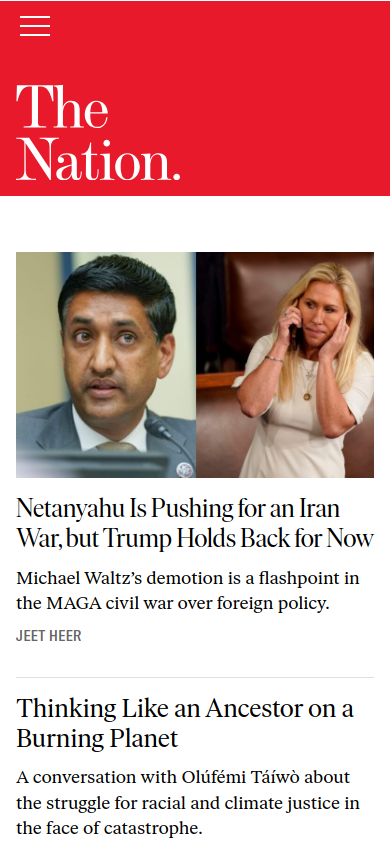 The
Nation.
Netanyahu Is Pushing for an Iran
War, but Trump Holds Back for Now
Michael Waltz's demotion is a flashpoint in
the MAGA civil war over foreign policy.
JEET HEER
Thinking Like an Ancestor on a
Burning Planet
A conversation with Olúfémi Táíwò about
the struggle for racial and climate justice in
the face of catastrophe.